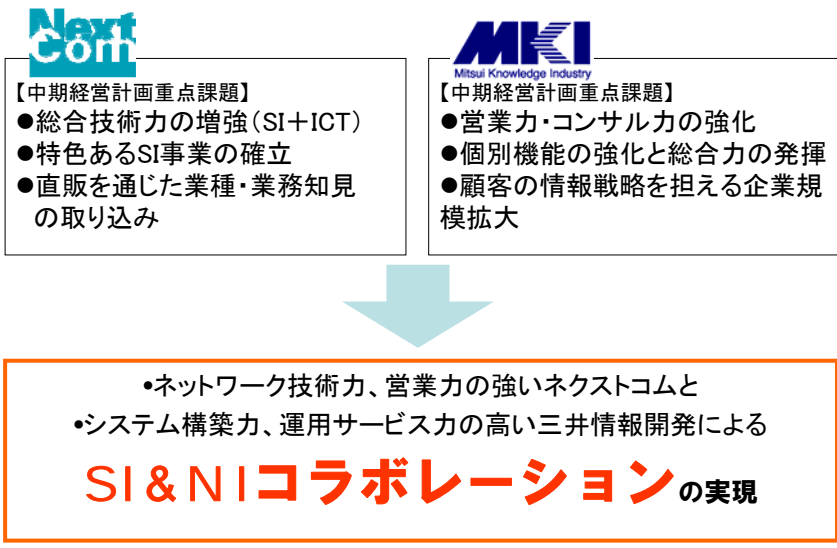 Next
Com
【中期経営計画重点課題】
●総合技術力の増強(SI+ICT)
●特色あるSI事業の確立
●直販を通じた業種・業務知見
の取り込み
MKI
Mitsui Knowledge Industry
【中期経営計画重点課題】
●営業力・コンサル力の強化
●個別機能の強化と総合力の発揮
●顧客の情報戦略を担える企業規
模拡大
•ネットワーク技術力、営業力の強いネクストコムと
•システム構築力、運用サービス力の高い三井情報開発による
SI&NIコラボレーションの実現